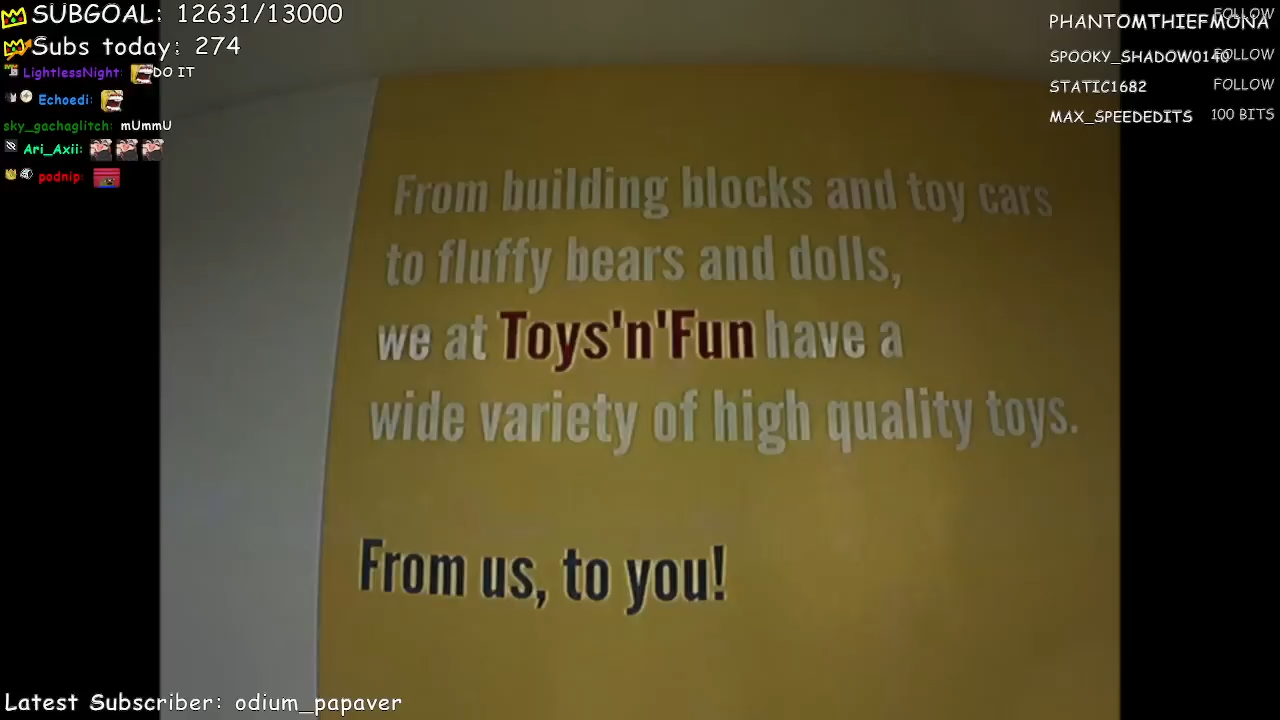 SUBGOAL: 12631/13000
Subs today: 274
LightlessNight: DO IT
Echoedi:
sky_gachaglitch: mUmmU
Ari_Axii:
podnip:
PHANTOMTHIEFMONA FOLLOW
SPOOKY_SHADOW0140 FOLLOW
STATIC1682 FOLLOW
MAX_SPEEDEDITS 100 BITS
From building blocks and toy cars
to fluffy bears and dolls,
we at Toys'n'Fun have a
wide variety of high quality toys.
From us, to you!
Latest Subscriber: odium_papaver